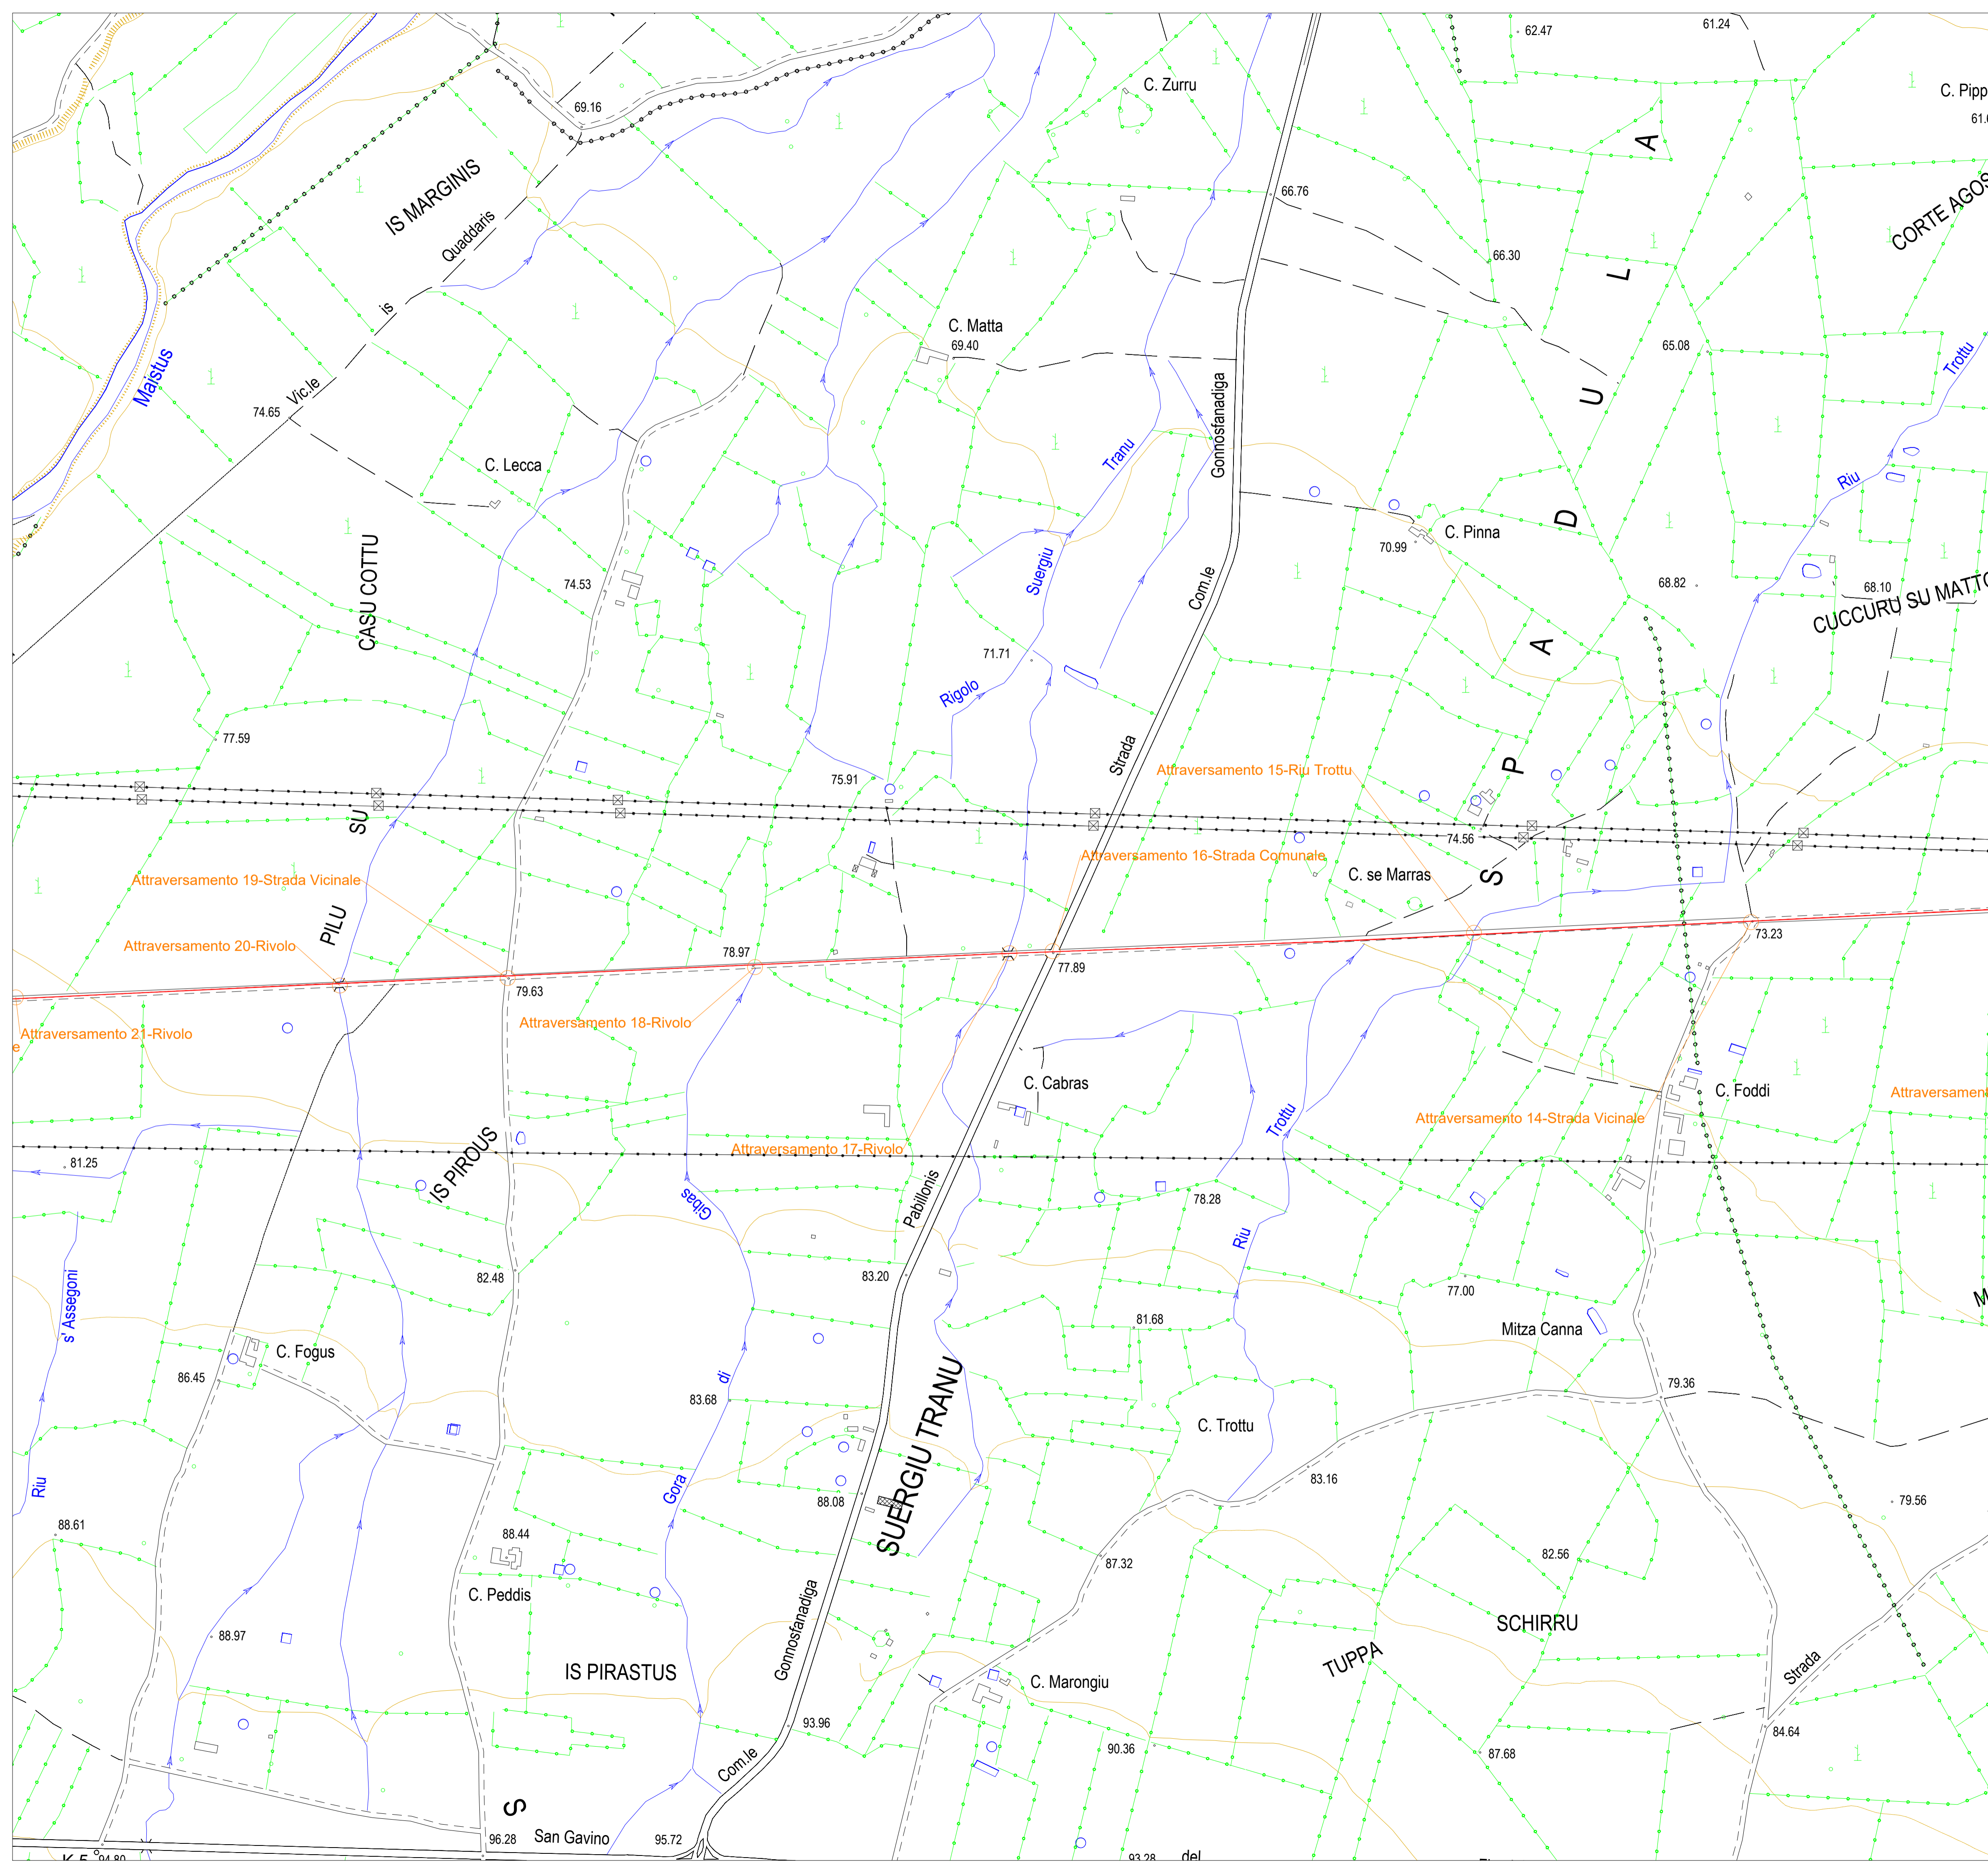 62.47
61.24
C. Zurru
69.16
C. Pipp
61.6
A
IS MARGINIS
66.76
CORTE AGOS
Quaddaris
66.30
L
is
C. Matta
69.40
65.08
Trottu
Maistus
Vic.le
74.65
U
Gonnosfanadiga
Tranu
C. Lecca
Riu
D
C. Pinna
70.99
CASU COTTU
Suergiu
74.53
Com.le
68.82
68.10
CUCCURU SU MATTO
A
71.71
Rigolo
77.59
Strada
P
Attraversamento 15-Riu Trottu
75.91
SU
74.56
Attraversamento 16-Strada Comunale
C. se Marras
S
Attraversamento 19-Strada Vicinale
PILU
Attraversamento 20-Rivolo
78.97
77.89
73.23
79.63
Attraversamento 18-Rivolo
Attraversamento 21-Rivolo
e
C. Cabras
C. Foddi
Attraversamen
Attraversamento 14-Strada Vicinale
Trottu
Attraversamento 17-Rivolo
IS PIROUS
81.25
Pabillonis
Gibas
78.28
Riu
82.48
83.20
77.00
s' Assegoni
81.68
Mitza Canna
M
C. Fogus
86.45
di
83.68
79.36
SUERGIU TRANU
C. Trottu
Riu
Gora
83.16
88.08
79.56
88.61
88.44
87.32
82.56
C. Peddis
Gonnosfanadiga
88.97
SCHIRRU
TUPPA
IS PIRASTUS
C. Marongiu
Strada
93.96
84.64
90.36
87.68
Com.le
S
96.28
San Gavino
95.72
94.80
93.28
del